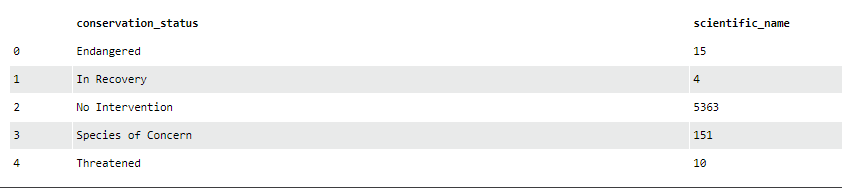 conservation_status scientific_name
0 Endangered 15
1 In Recovery 4
2 No Intervention 5363
3 Species of Concern 151
4 Threatened 10